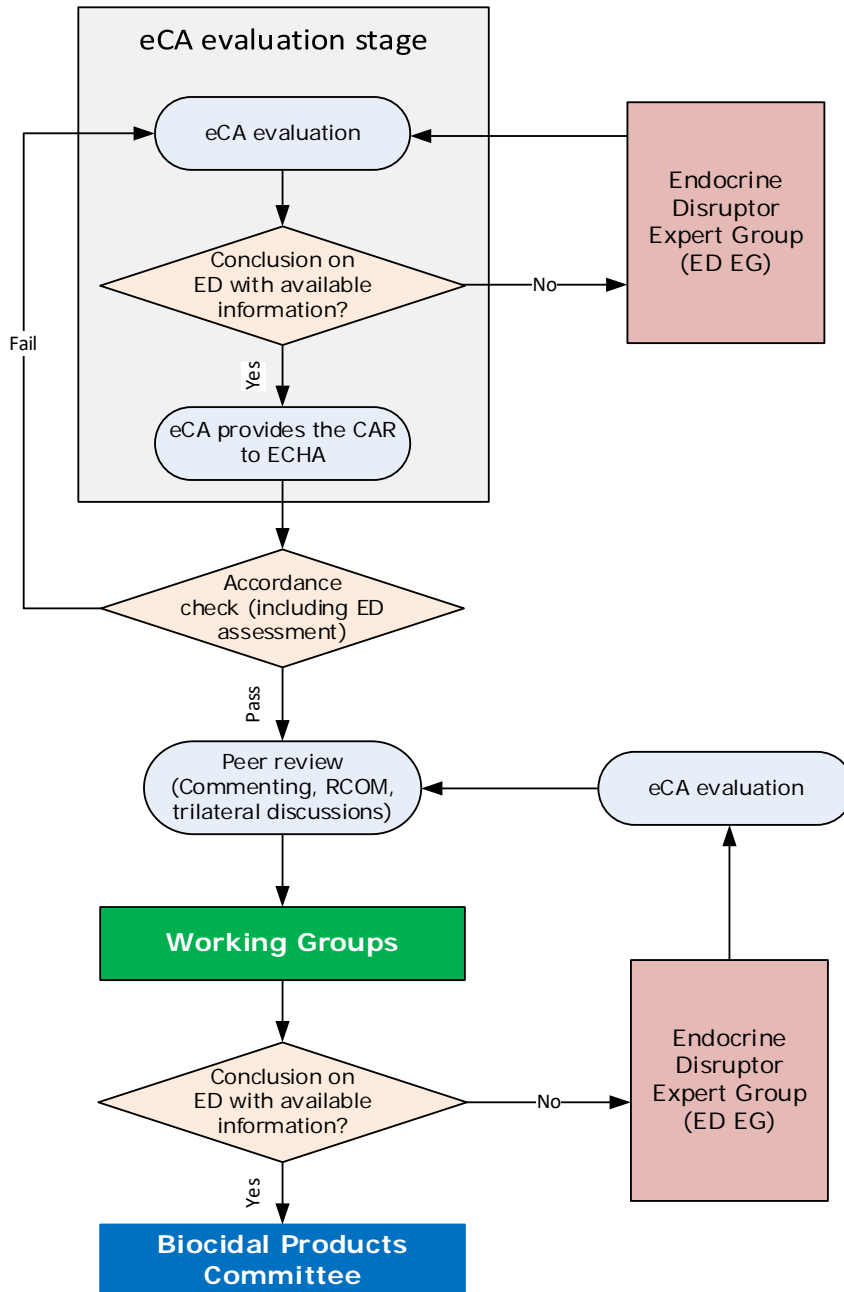 eCA evaluation stage
eCA evaluation
Endocrine
Disruptor
Expert Group
(ED EG)
Conclusion on
ED with available
information?
No
Fail
Yes
eCA provides the CAR
to ECHA
Accordance
check (including ED
assessment)
Pass
Peer review
(Commenting, RCOM,
trilateral discussions)
eCA evaluation
Working Groups
Endocrine
Disruptor
Expert Group
(ED EG)
Conclusion on
ED with available
information?
No
Yes
Biocidal Products
Committee